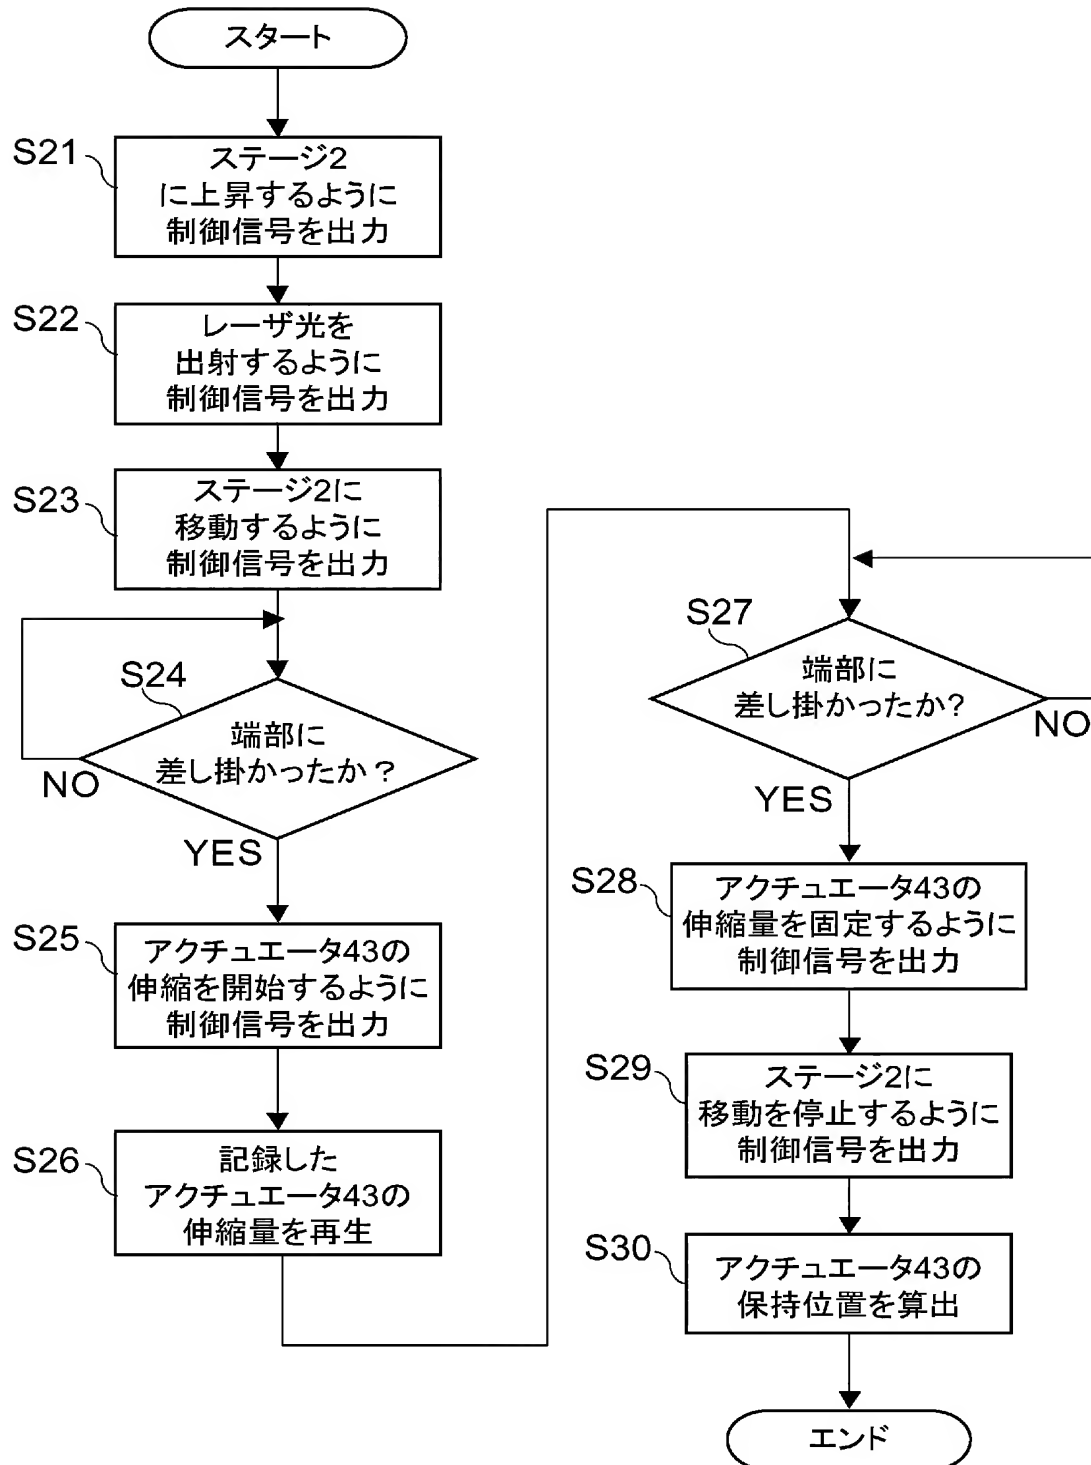 スタート
S21
ステージ2
に上昇するように
制御信号を出力
S22
レーザ光を
出射するように
制御信号を出力
S23
ステージ2に
移動するように
制御信号を出力
S24
端部に
差し掛かったか？
NO
YES
S25
アクチュエータ43の
伸縮を開始するように
制御信号を出力
S26
記録した
アクチュエータ43の
伸縮量を再生
S27
端部に
差し掛かったか?
NO
YES
S28
アクチュエータ43の
伸縮量を固定するように
制御信号を出力
S29
ステージ2に
移動を停止するように
制御信号を出力
S30
アクチュエータ43の
保持位置を算出
エンド